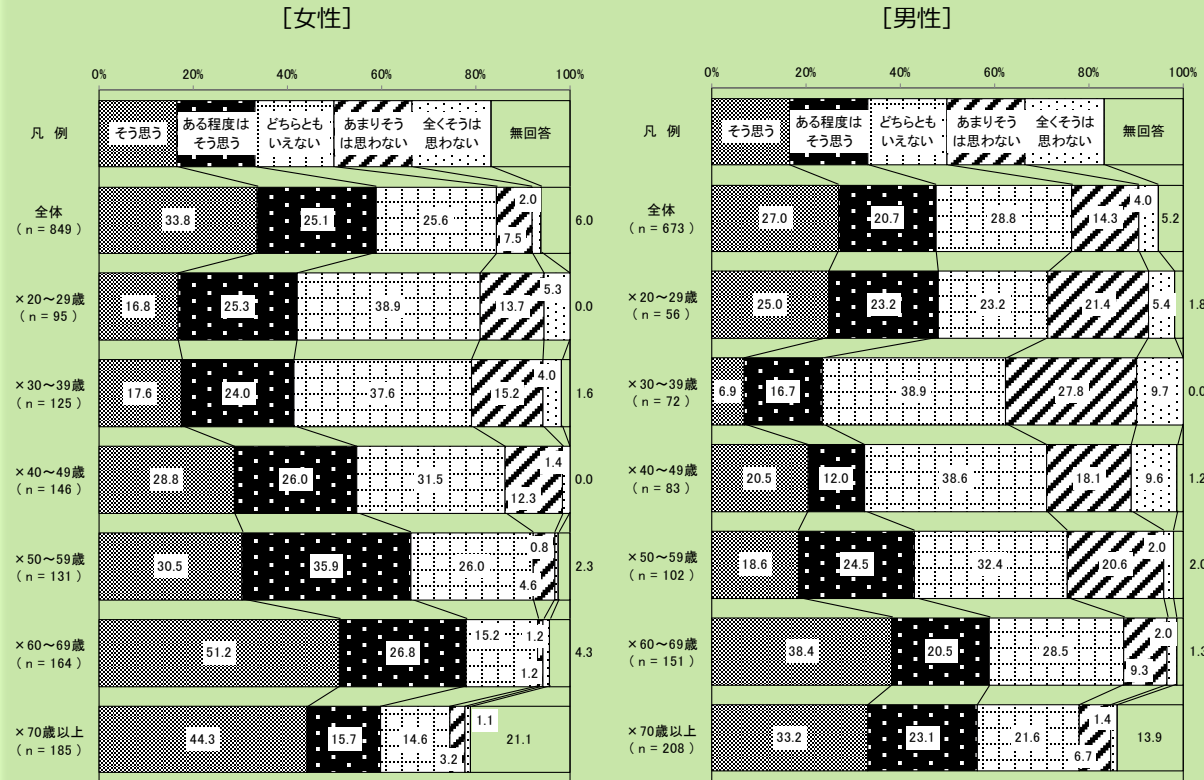 ［女性］
0% 20% 40% 60% 80% 100%
凡 例
そう思う
ある程度は
そう思う
どちらとも
いえない
あまりそう
は思わない
全くそうは
思わない
無回答
全体
( n = 849 )
33.8 25.1 25.6 7.5 2.0 6.0
×20～29歳
( n = 95 )
16.8 25.3 38.9 13.7 5.3 0.0
×30～39歳
( n = 125 )
17.6 24.0 37.6 15.2 4.0 1.6
×40～49歳
( n = 146 )
28.8 26.0 31.5 12.3 1.4 0.0
×50～59歳
( n = 131 )
30.5 35.9 26.0 4.6 0.8 2.3
×60～69歳
( n = 164 )
51.2 26.8 15.2 1.2 1.2 4.3
×70歳以上
( n = 185 )
44.3 15.7 14.6 3.2 1.1 21.1
［男性］
0% 20% 40% 60% 80% 100%
凡 例
そう思う
ある程度は
そう思う
どちらとも
いえない
あまりそう
は思わない
全くそうは
思わない
無回答
全体
( n = 673 )
27.0 20.7 28.8 14.3 4.0 5.2
×20～29歳
( n = 56 )
25.0 23.2 23.2 21.4 5.4 1.8
×30～39歳
( n = 72 )
6.9 16.7 38.9 27.8 9.7 0.0
×40～49歳
( n = 83 )
20.5 12.0 38.6 18.1 9.6 1.2
×50～59歳
( n = 102 )
18.6 24.5 32.4 20.6 2.0 2.0
×60～69歳
( n = 151 )
38.4 20.5 28.5 9.3 2.0 1.3
×70歳以上
( n = 208 )
33.2 23.1 21.6 6.7 1.4 13.9